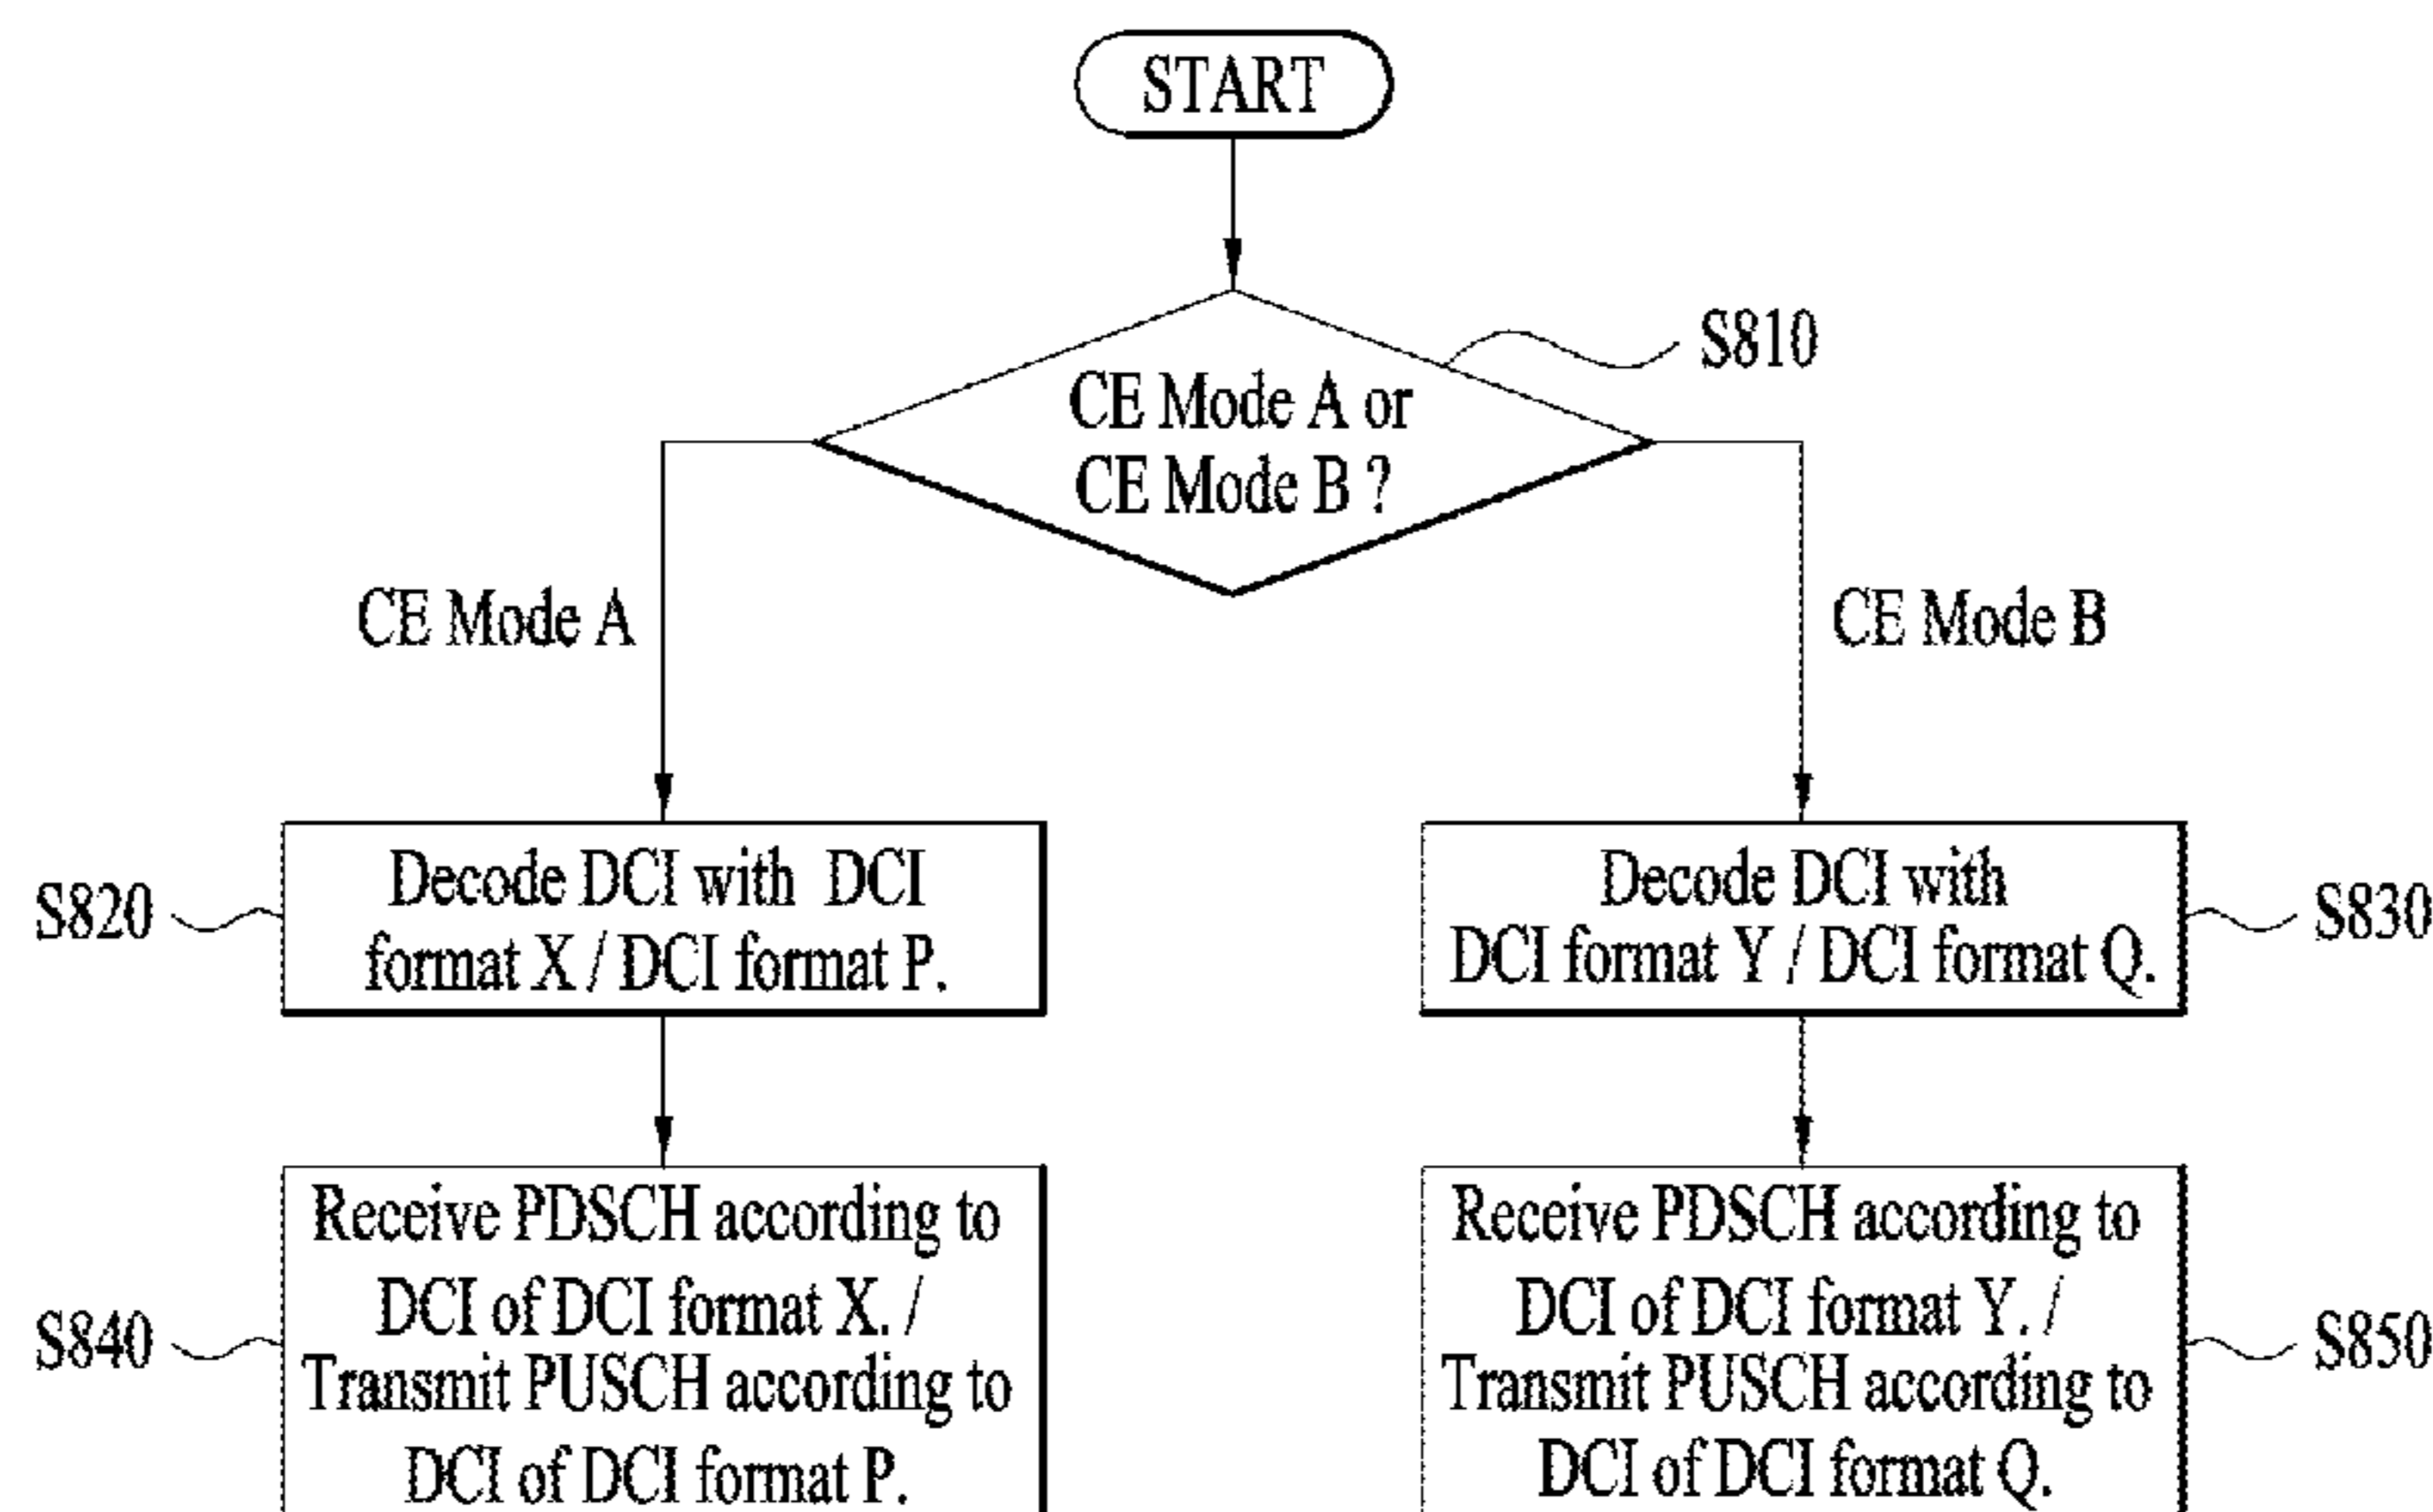 START
S810
CE Mode A or
CE Mode B ?
CE Mode A
CE Mode B
S820
Decode DCI with DCI
format X / DCI format P.
Decode DCI with
DCI format Y / DCI format Q.
S830
S840
Receive PDSCH according to
DCI of DCI format X. /
Transmit PUSCH according to
DCI of DCI format P.
Receive PDSCH according to
DCI of DCI format Y. /
Transmit PUSCH according to
DCI of DCI format Q.
S850